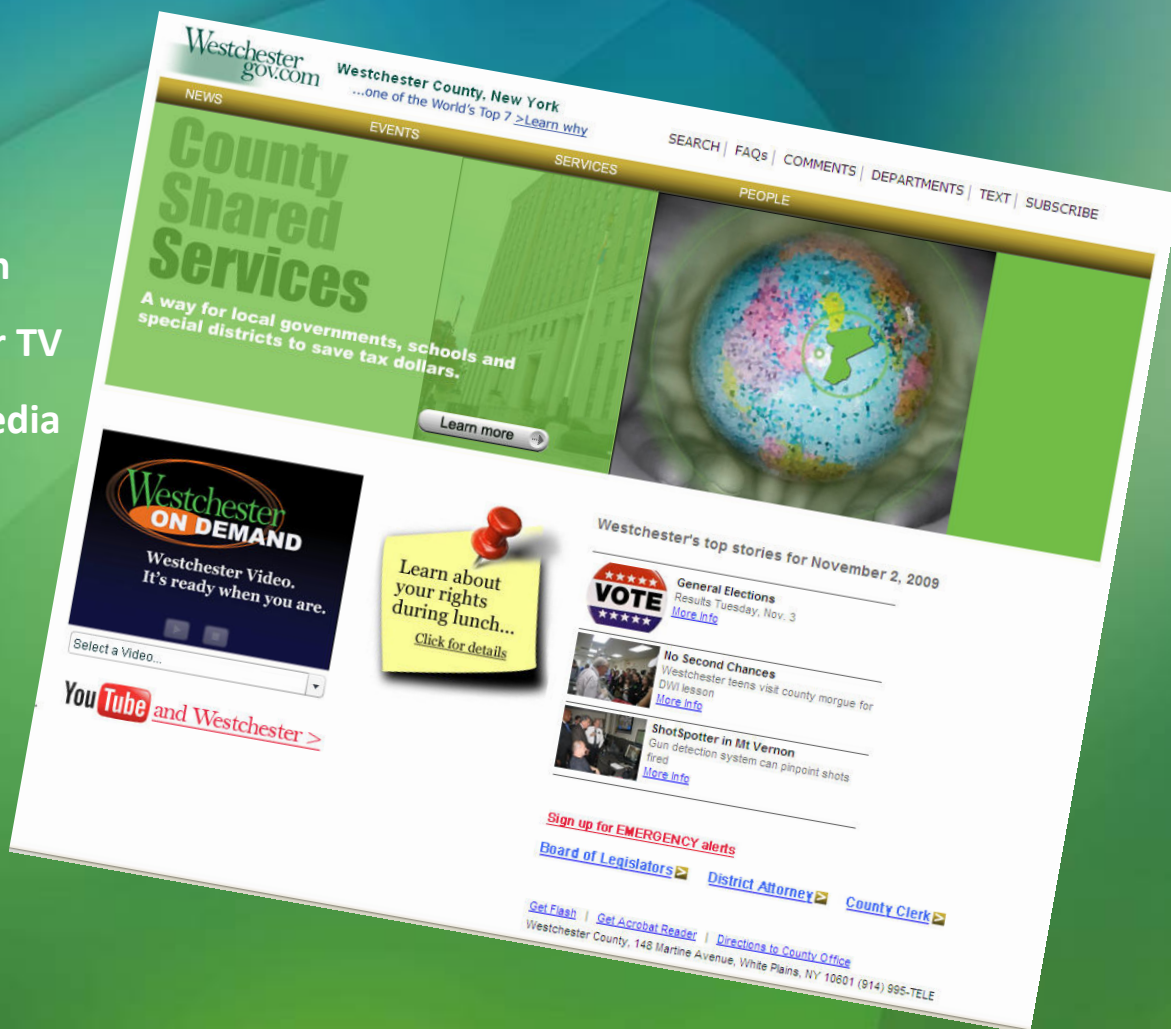 r TV
edia
Westchester
gov.com
Westchester County, New York
...one of the World's Top 7 >Learn why
SEARCH | FAQs | COMMENTS | DEPARTMENTS | TEXT | SUBSCRIBE
NEWS
EVENTS
SERVICES
PEOPLE
County
Shared
Services
A way for local governments, schools and
special districts to save tax dollars.
Learn more
Westchester
ON DEMAND
Westchester Video.
It's ready when you are.
Select a Video...
You Tube and Westchester >
Learn about
your rights
during lunch...
Click for details
Westchester's top stories for November 2, 2009
VOTE
General Elections
Results Tuesday, Nov. 3
More Info
No Second Chances
Westchester teens visit county morgue for
DWI lesson
More Info
ShotSpotter in Mt Vernon
Gun detection system can pinpoint shots
fired
More Info
Sign up for EMERGENCY alerts
Board of Legislators
District Attorney
County Clerk
Get Flash | Get Acrobat Reader | Directions to County Office
Westchester County, 148 Martine Avenue, White Plains, NY 10601 (914) 995-TELE